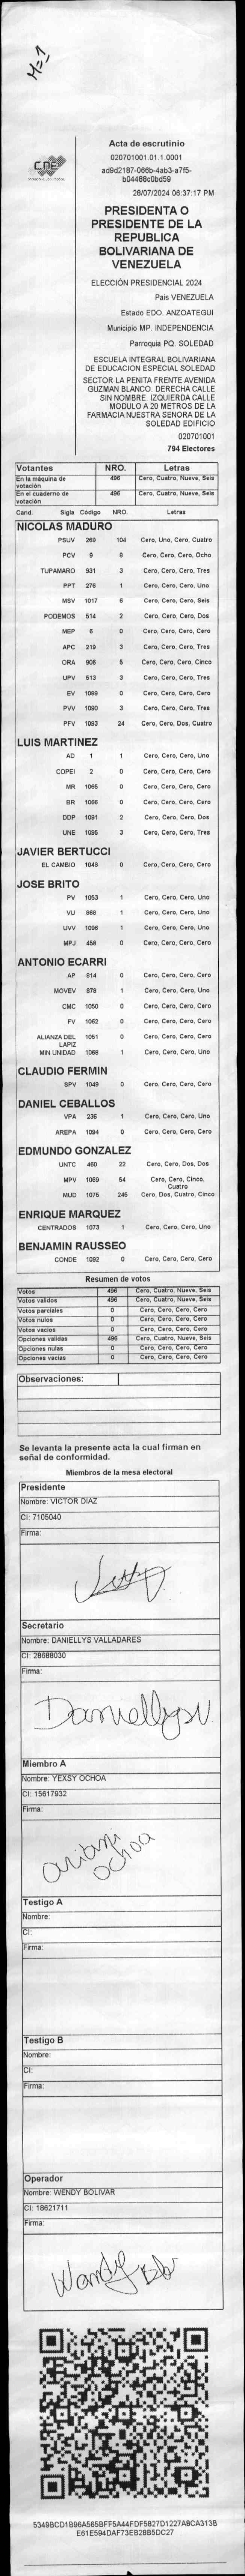 M=1
CNE
Acta de escrutinio
020701001.01.1.0001
ad9d2187-066b-4ab3-a7f5-
b04488c0bd59
28/07/2024 06:37:17 PM
PRESIDENTA O
PRESIDENTE DE LA
REPUBLICA
BOLIVARIANA DE
VENEZUELA
ELECCIÓN PRESIDENCIAL 2024
Pais VENEZUELA
Estado EDO. ANZOATEGUI
Municipio MP. INDEPENDENCIA
Parroquia PQ. SOLEDAD
ESCUELA INTEGRAL BOLIVARIANA
DE EDUCACION ESPECIAL SOLEDAD
SECTOR LA PENITA FRENTE AVENIDA
GUZMAN BLANCO. DERECHA CALLE
SIN NOMBRE. IZQUIERDA CALLE
MODULO A 20 METROS DE LA
FARMACIA NUESTRA SENORA DE LA
SOLEDAD EDIFICIO
020701001
794 Electores
Votantes NRO. Letras
En la máquina de votación 496 Cero, Cuatro, Nueve, Seis
En el cuaderno de votación 496 Cero, Cuatro, Nueve, Seis
Cand. Sigla Código NRO. Letras
NICOLAS MADURO
PSUV 269 104 Cero, Uno, Cero, Cuatro
PCV 9 8 Cero, Cero, Cero, Ocho
TUPAMARO 931 3 Cero, Cero, Cero, Tres
PPT 276 1 Cero, Cero, Cero, Uno
MSV 1017 6 Cero, Cero, Cero, Seis
PODEMOS 514 2 Cero, Cero, Cero, Dos
MEP 6 0 Cero, Cero, Cero, Cero
APC 219 3 Cero, Cero, Cero, Tres
ORA 906 5 Cero, Cero, Cero, Cinco
UPV 513 3 Cero, Cero, Cero, Tres
EV 1089 0 Cero, Cero, Cero, Cero
PVV 1090 3 Cero, Cero, Cero, Tres
PFV 1093 24 Cero, Cero, Dos, Cuatro
LUIS MARTINEZ
AD 1 1 Cero, Cero, Cero, Uno
COPEI 2 0 Cero, Cero, Cero, Cero
MR 1065 0 Cero, Cero, Cero, Cero
BR 1066 0 Cero, Cero, Cero, Cero
DDP 1091 2 Cero, Cero, Cero, Dos
UNE 1095 3 Cero, Cero, Cero, Tres
JAVIER BERTUCCI
EL CAMBIO 1048 0 Cero, Cero, Cero, Cero
JOSE BRITO
PV 1053 1 Cero, Cero, Cero, Uno
VU 868 1 Cero, Cero, Cero, Uno
UVV 1096 1 Cero, Cero, Cero, Uno
MPJ 458 0 Cero, Cero, Cero, Cero
ANTONIO ECARRI
AP 814 0 Cero, Cero, Cero, Cero
MOVEV 878 1 Cero, Cero, Cero, Uno
CMC 1050 0 Cero, Cero, Cero, Cero
FV 1062 0 Cero, Cero, Cero, Cero
ALIANZA DEL LAPIZ 1051 0 Cero, Cero, Cero, Cero
MIN UNIDAD 1068 1 Cero, Cero, Cero, Uno
CLAUDIO FERMIN
SPV 1049 0 Cero, Cero, Cero, Cero
DANIEL CEBALLOS
VPA 236 1 Cero, Cero, Cero, Uno
AREPA 1094 0 Cero, Cero, Cero, Cero
EDMUNDO GONZALEZ
UNTC 460 22 Cero, Cero, Dos, Dos
MPV 1069 54 Cero, Cero, Cinco, Cuatro
MUD 1075 245 Cero, Dos, Cuatro, Cinco
ENRIQUE MARQUEZ
CENTRADOS 1073 1 Cero, Cero, Cero, Uno
BENJAMIN RAUSSEO
CONDE 1092 0 Cero, Cero, Cero, Cero
Resumen de votos
Votos 496 Cero, Cuatro, Nueve, Seis
Votos validos 496 Cero, Cuatro, Nueve, Seis
Votos parciales 0 Cero, Cero, Cero, Cero
Votos nulos 0 Cero, Cero, Cero, Cero
Votos vacios 0 Cero, Cero, Cero, Cero
Opciones validas 496 Cero, Cuatro, Nueve, Seis
Opciones nulas 0 Cero, Cero, Cero, Cero
Opciones vacias 0 Cero, Cero, Cero, Cero
Observaciones:
Se levanta la presente acta la cual firman en
señal de conformidad.
Miembros de la mesa electoral
Presidente
Nombre: VICTOR DIAZ
CI: 7105040
Firma:
Secretario
Nombre: DANIELLYS VALLADARES
CI: 28688030
Firma:
Daniellys V.
Miembro A
Nombre: YEXSY OCHOA
CI: 15617932
Firma:
ochoa
Testigo A
Nombre:
CI:
Firma:
Testigo B
Nombre:
CI:
Firma:
Operador
Nombre: WENDY BOLIVAR
CI: 18621711
Firma:
Wendy
5349BCD1B96A565BFF5A44FDF5827D1227A8CA313B
E61E594DAF73EB28B5DC27